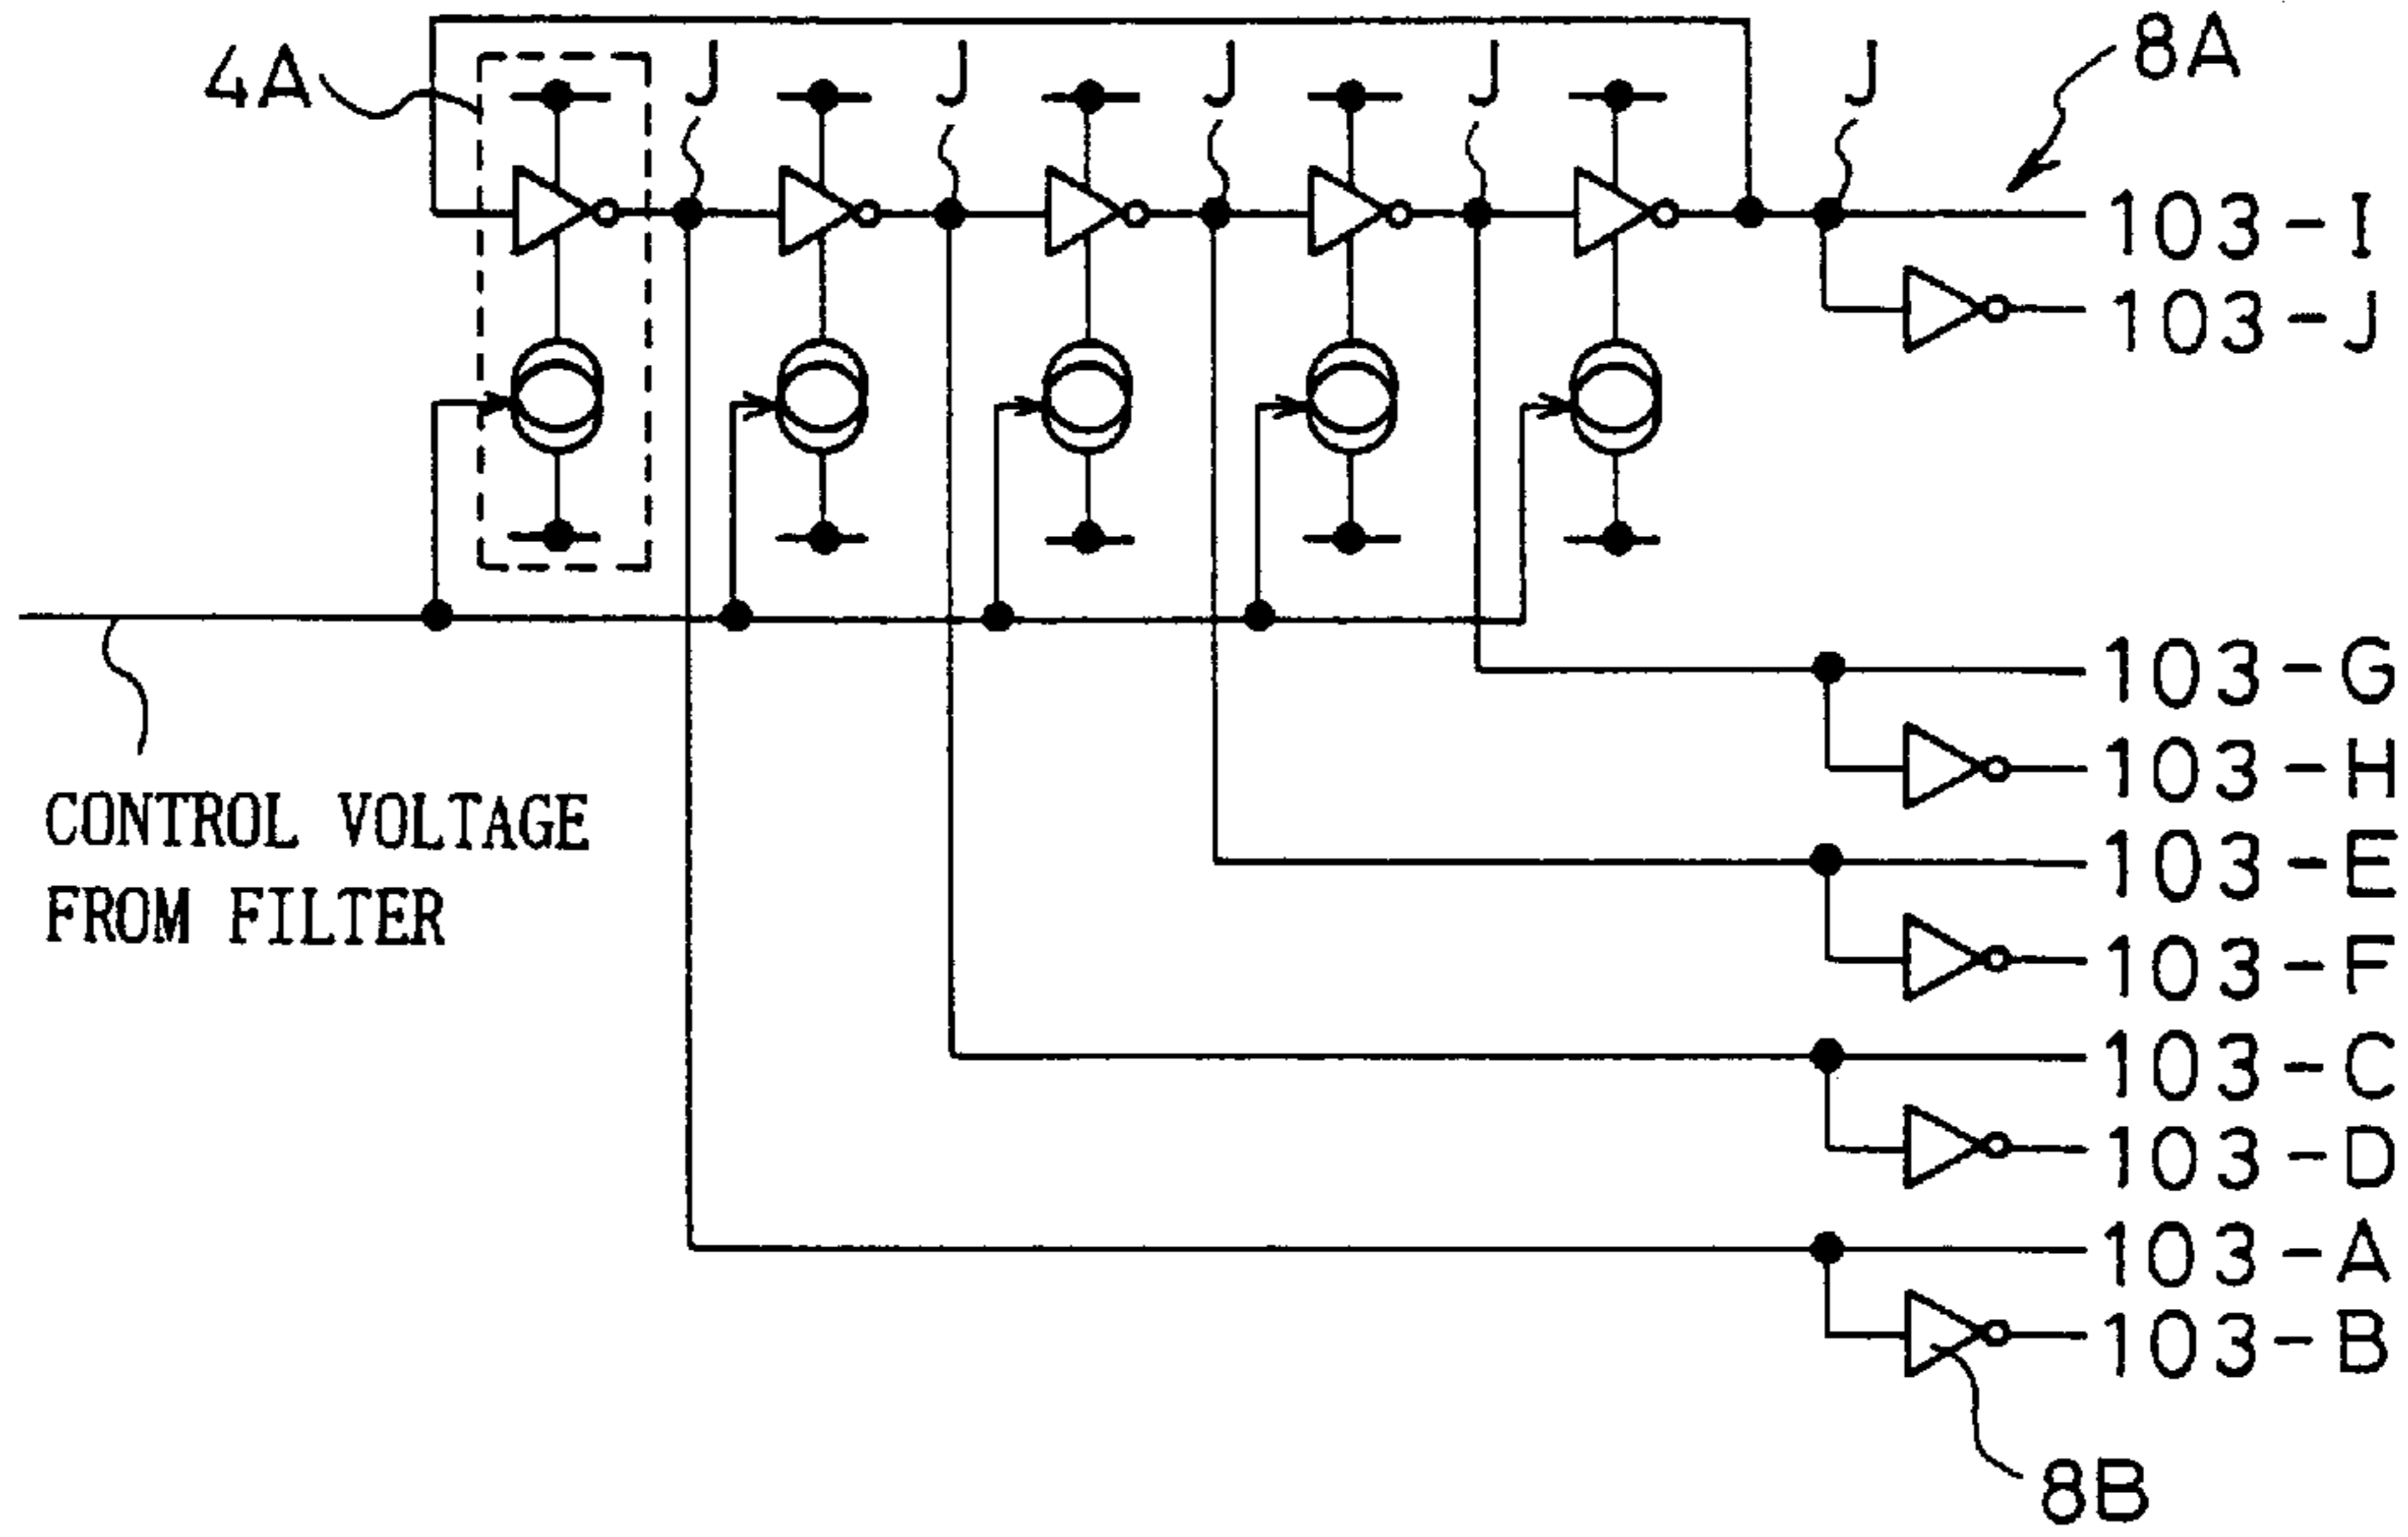 4A
J
J
J
J
J
8A
103-I
103-J
103-G
103-H
CONTROL VOLTAGE
FROM FILTER
103-E
103-F
103-C
103-D
103-A
103-B
8B